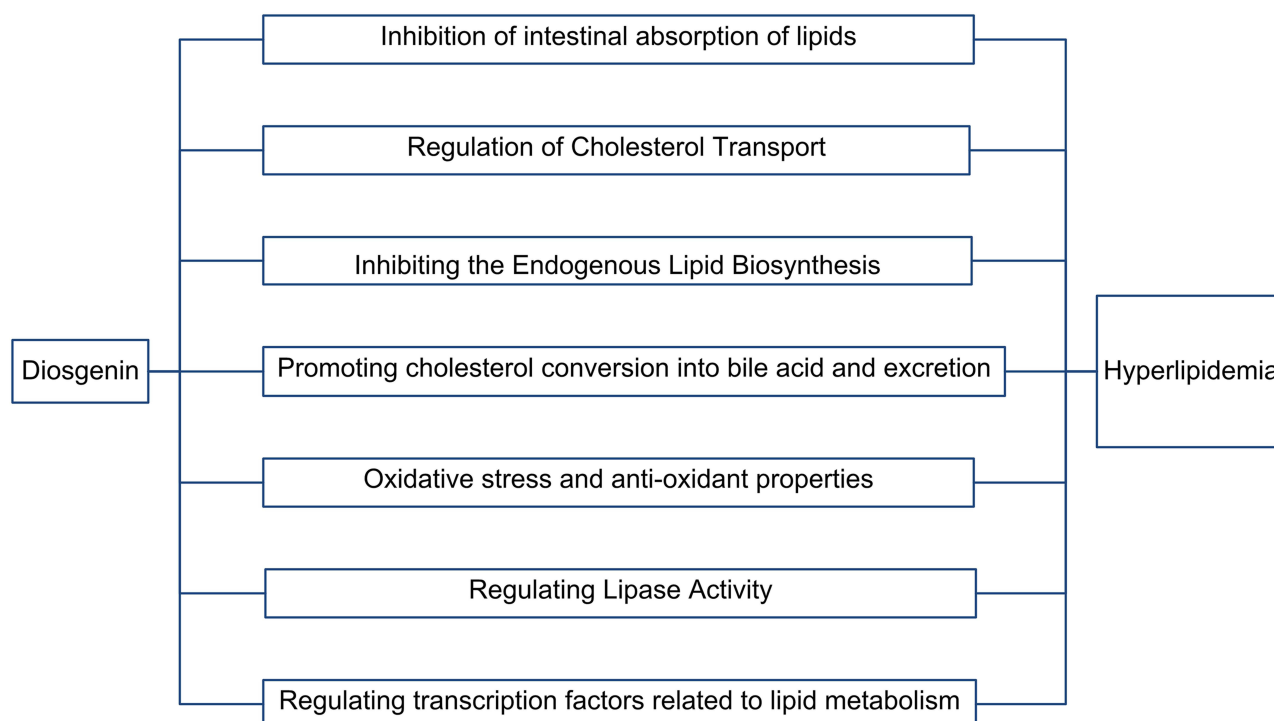 Inhibition of intestinal absorption of lipids
Regulation of Cholesterol Transport
Inhibiting the Endogenous Lipid Biosynthesis
Diosgenin
Promoting cholesterol conversion into bile acid and excretion
Hyperlipidemia
Oxidative stress and anti-oxidant properties
Regulating Lipase Activity
Regulating transcription factors related to lipid metabolism